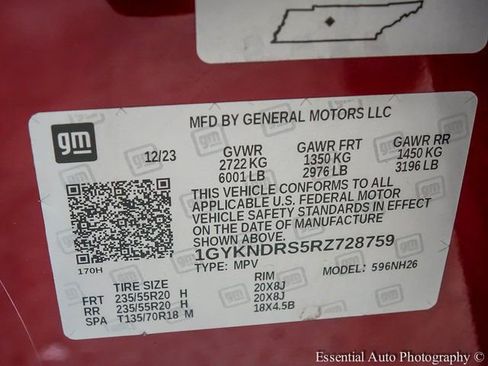 MFD BY GENERAL MOTORS LLC
gm
12/23
GVWR GAWR FRT GAWR RR
2722 KG 1350 KG 1450 KG
6001 LB 2976 LB 3196 LB
THIS VEHICLE CONFORMS TO ALL
APPLICABLE U.S. FEDERAL MOTOR
VEHICLE SAFETY STANDARDS IN EFFECT
ON THE DATE OF MANUFACTURE
SHOWN ABOVE.
1GYKNDRS5RZ728759
TYPE: MPV MODEL: 596NH26
170H
TIRE SIZE RIM
FRT 235/55R20 H 20X8J
RR 235/55R20 H 20X8J
SPA T135/70R18 M 18X4.5B
Essential Auto Photography ©